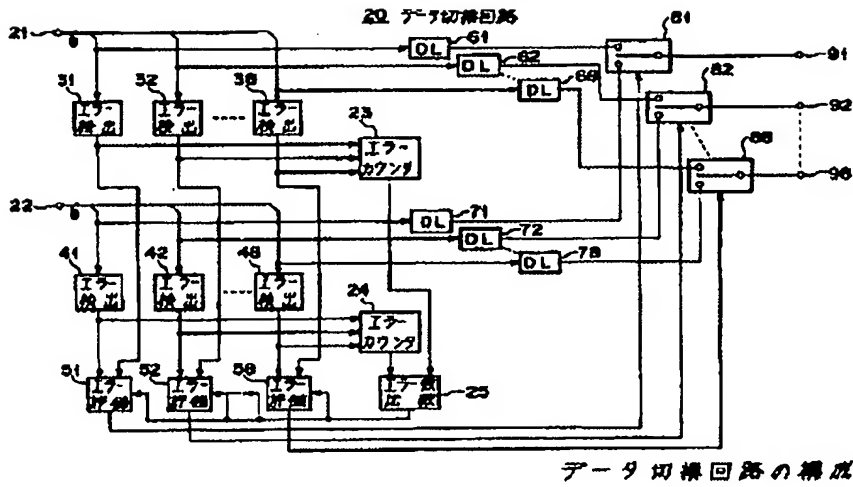 20 データ切換回路
21
31
エラー
検出
32
エラー
検出
38
エラー
検出
61
DL
62
DL
68
DL
81
82
88
91
92
98
23
エラー
カウンタ
22
71
DL
72
DL
78
DL
41
エラー
検出
42
エラー
検出
48
エラー
検出
24
エラー
カウンタ
51
エラー
評価
52
エラー
評価
58
エラー
評価
エラー数
比較
25
データ切換回路の構成